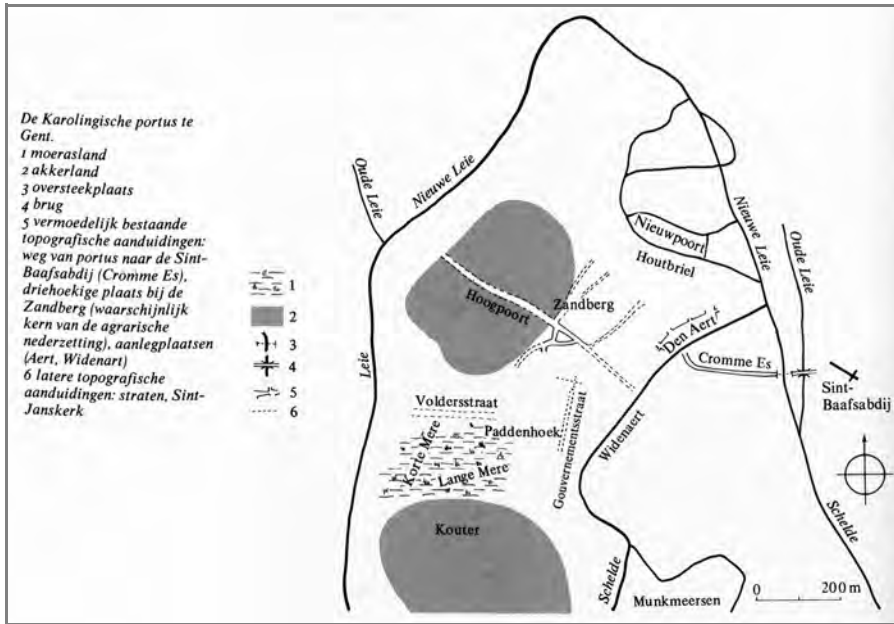 De Karolingische portus te
Gent.
1 moerasland
2 akkerland
3 oversteekplaats
4 brug
5 vermoedelijk bestaande
topografische aanduidingen:
weg van portus naar de Sint-
Baafsabdij (Cromme Es),
driehoekige plaats bij de
Zandberg (waarschijnlijk
kern van de agrarische
nederzetting), aanlegplaatsen
(Aert, Widenart)
6 latere topografische
aanduidingen: straten, Sint-
Janskerk
1
2
3
4
5
6
Oude Leie
Nieuwe Leie
Nieuwe Leie
Oude Leie
Nieuwpoort
Houtbriel
Hoogpoort
Zandberg
Den Aert
Cromme Es
Sint-
Baafsabdij
Leie
Voldersstraat
Paddenhoek
Korte Mere
Lange Mere
Gouvernementsstraat
Widenaert
Kouter
Schelde
Schelde
Munkmeersen
0 200 m